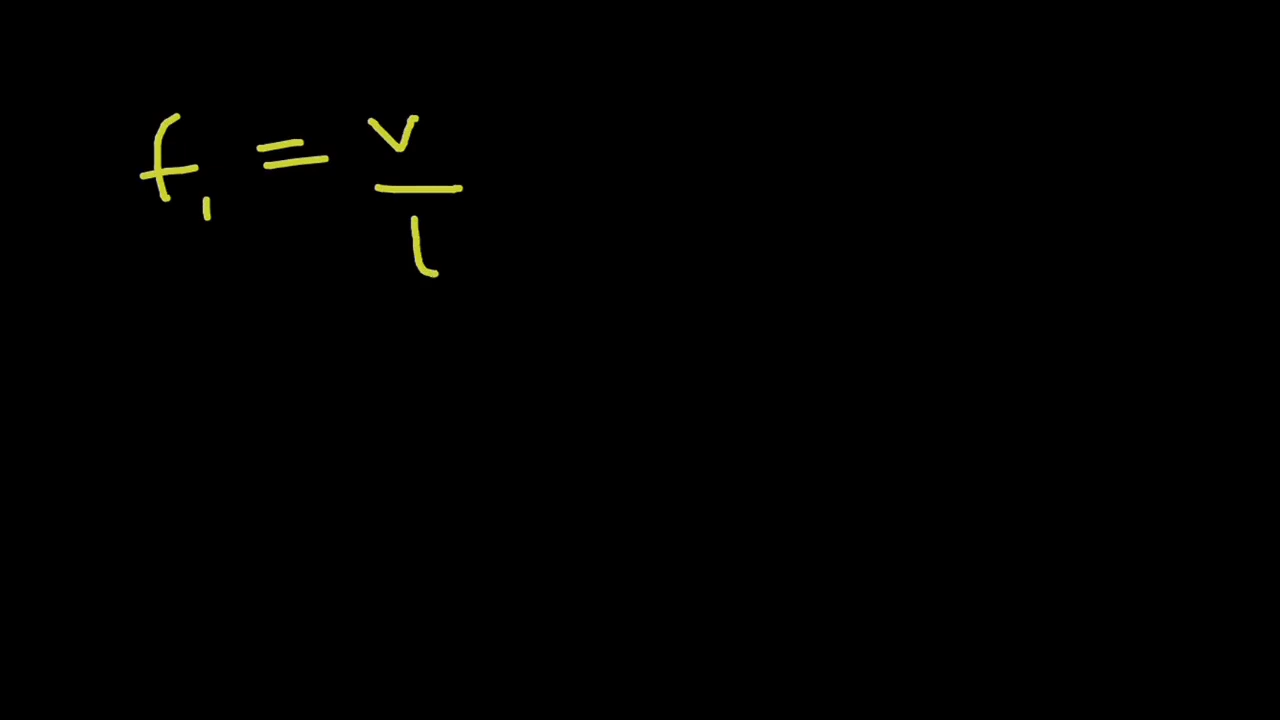 f₁ = v/l